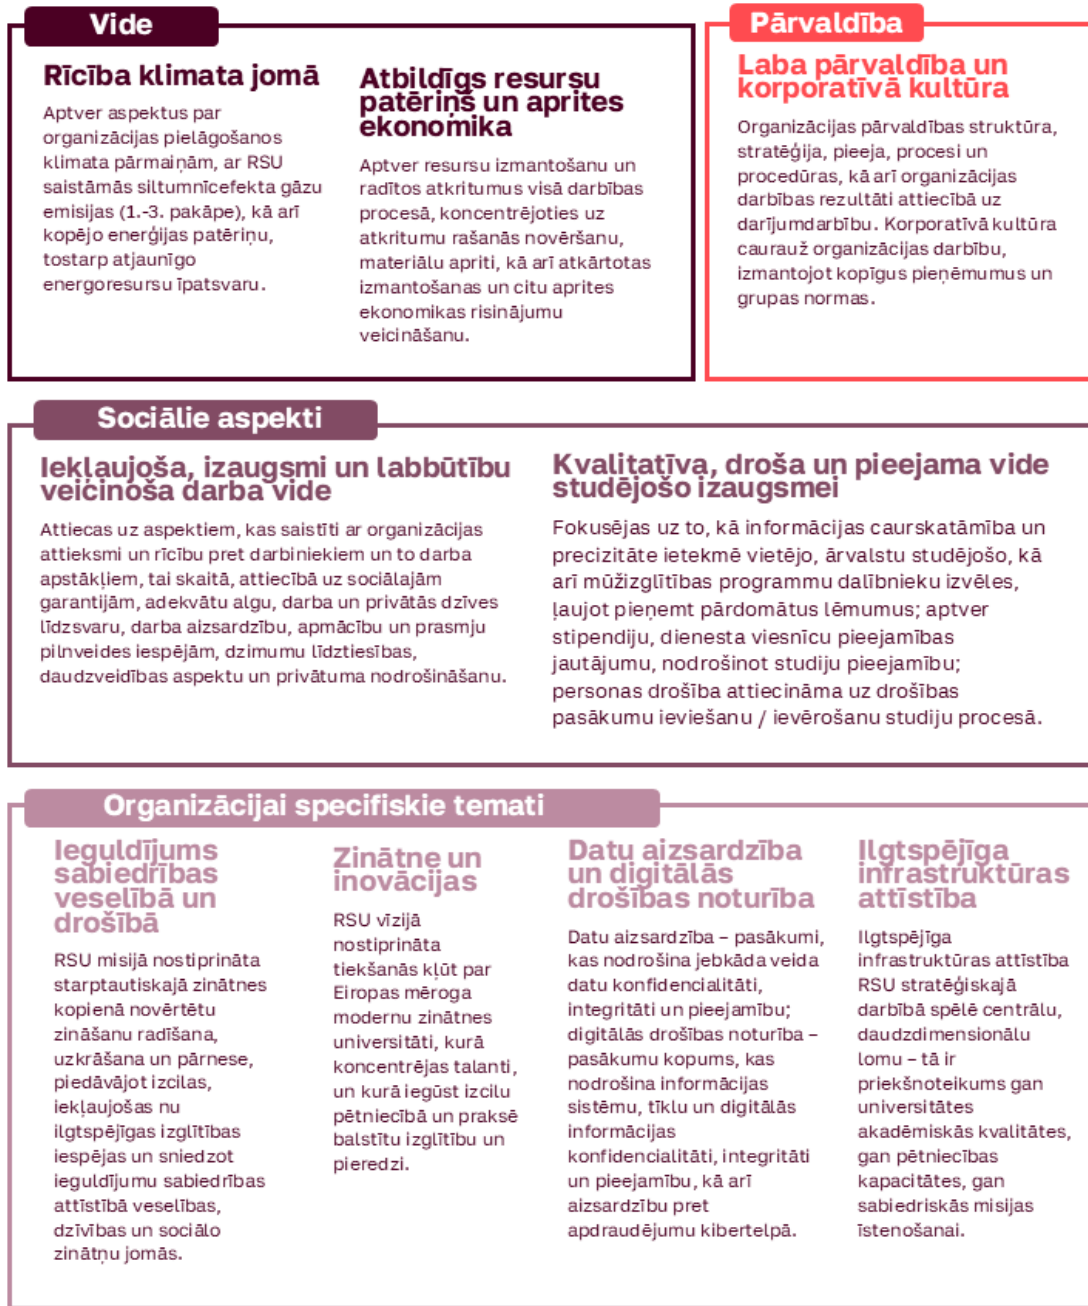 Vide
Rīcība klimata jomā
Aptver aspektus par
organizācijas pielāgošanos
klimata pārmaiņām, ar RSU
saistāmās siltumnīcefekta gāzu
emisijas (1.-3. pakāpe), kā arī
kopējo enerģijas patēriņu,
tostarp atjaunīgo
energoresursu īpatsvaru.
Atbildīgs resursu
patēriņš un aprites
ekonomika
Aptver resursu izmantošanu un
radītos atkritumus visā darbības
procesā, koncentrējoties uz
atkritumu rašanās novēršanu,
materiālu apriti, kā arī atkārtotas
izmantošanas un citu aprites
ekonomikas risinājumu
veicināšanu.
Pārvaldība
Laba pārvaldība un
korporatīvā kultūra
Organizācijas pārvaldības struktūra,
stratēģija, pieeja, procesi un
procedūras, kā arī organizācijas
darbības rezultāti attiecībā uz
darījumdarbību. Korporatīvā kultūra
caurauž organizācijas darbību,
izmantojot kopīgus pieņēmumus un
grupas normas.
Sociālie aspekti
Iekļaujoša, izaugsmi un labbūtību
veicinoša darba vide
Attiecas uz aspektiem, kas saistīti ar organizācijas
attieksmi un rīcību pret darbiniekiem un to darba
apstākļiem, tai skaitā, attiecībā uz sociālajām
garantijām, adekvātu algu, darba un privātās dzīves
līdzsvaru, darba aizsardzību, apmācību un prasmju
pilnveides iespējām, dzimumu līdztiesības,
daudzveidības aspektu un privātuma nodrošināšanu.
Kvalitatīva, droša un pieejama vide
studējošo izaugsmei
Fokusējas uz to, kā informācijas caurskatāmība un
precizitāte ietekmē vietējo, ārvalstu studējošo, kā
arī mūžizglītības programmu dalībnieku izvēles,
ļaujot pieņemt pārdomātus lēmumus; aptver
stipendiju, dienesta viesnīcu pieejamības
jautājumu, nodrošinot studiju pieejamību;
personas drošība attiecināma uz drošības
pasākumu ieviešanu / ievērošanu studiju procesā.
Organizācijai specifiskie temati
Ieguldījums
sabiedrības
veselībā un
drošībā
RSU misijā nostiprināta
starptautiskajā zinātnes
kopienā novērtētu
zināšanu radīšana,
uzkrāšana un pārnese,
piedāvājot izcilas,
iekļaujošas nu
ilgtspējīgas izglītības
iespējas un sniedzot
ieguldījumu sabiedrības
attīstībā veselības,
dzīvības un sociālo
zinātņu jomās.
Zinātne un
inovācijas
RSU vīzijā
nostiprināta
tiekšanās kļūt par
Eiropas mēroga
modernu zinātnes
universitāti, kurā
koncentrējas talanti,
un kurā iegūst izcilu
pētniecībā un praksē
balstītu izglītību un
pieredzi.
Datu aizsardzība
un digitālās
drošības noturība
Datu aizsardzība – pasākumi,
kas nodrošina jebkāda veida
datu konfidencialitāti,
integritāti un pieejamību;
digitālās drošības noturība –
pasākumu kopums, kas
nodrošina informācijas
sistēmu, tīklu un digitālās
informācijas
konfidencialitāti, integritāti
un pieejamību, kā arī
aizsardzību pret
apdraudējumu kibertelpā.
Ilgtspējīga
infrastruktūras
attīstība
Ilgtspējīga
infrastruktūras attīstība
RSU stratēģiskajā
darbībā spēlē centrālu,
daudzdimensionālu
lomu – tā ir
priekšnoteikums gan
universitātes
akadēmiskās kvalitātes,
gan pētniecības
kapacitātes, gan
sabiedriskās misijas
īstenošanai.